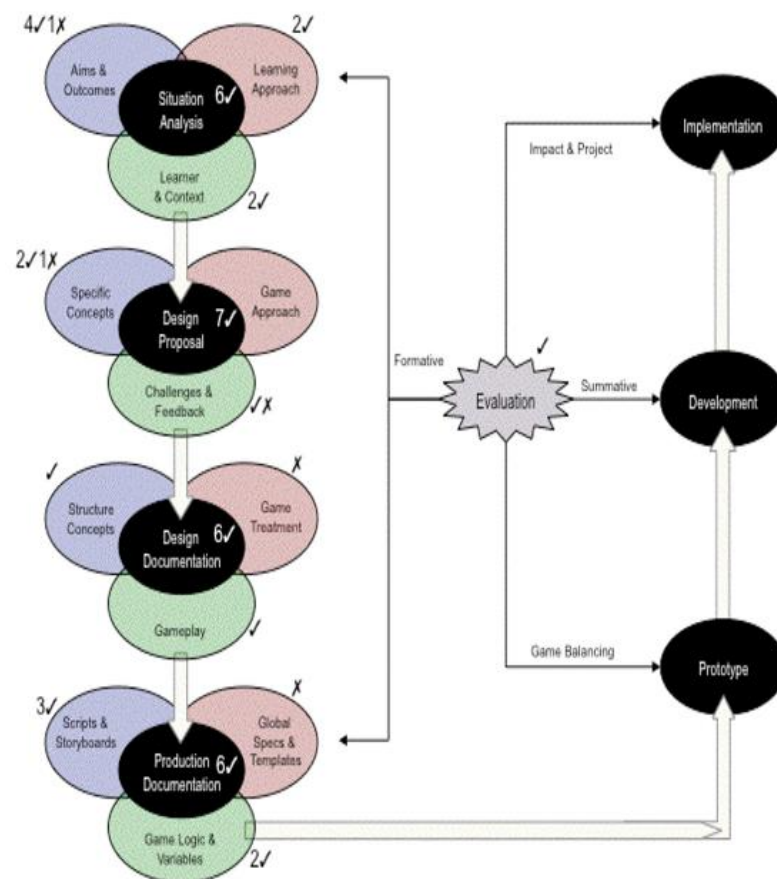 4✓1✗
2✓
Aims &
Outcomes
6✓
Learning
Approach
Situation
Analysis
Learner
& Context
2✓
2✓1✗
Specific
Concepts
7✓
Game
Approach
Design
Proposal
Challenges &
Feedback
✓✗
✓
✗
Structure
Concepts
6✓
Game
Treatment
Design
Documentation
Gameplay
✓
3✓
✗
Scripts &
Storyboards
6✓
Global
Specs &
Templates
Production
Documentation
Game Logic &
Variables
2✓
Formative
✓
Evaluation
Summative
Impact & Project
Game Balancing
Implementation
Development
Prototype